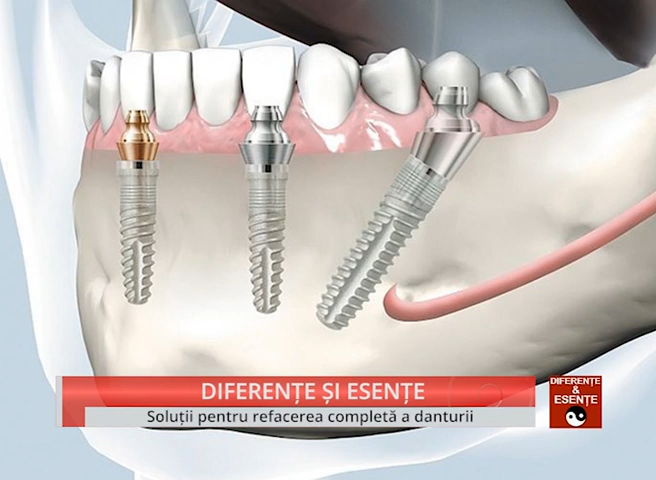 DIFERENȚE ȘI ESENȚE
Soluții pentru refacerea completă a danturii
DIFERENȚE
&
ESENȚE